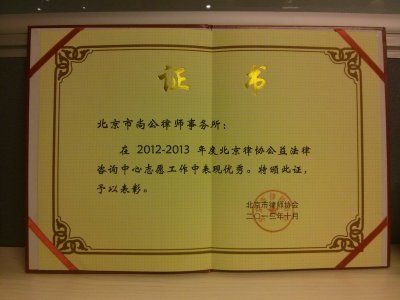 证 书
北京市尚公律师事务所：
在 2012-2013 年度北京律协公益法律
咨询中心志愿工作中表现优秀。特颁此证，
予以表彰。
北京市律师协会
二〇一三年十月